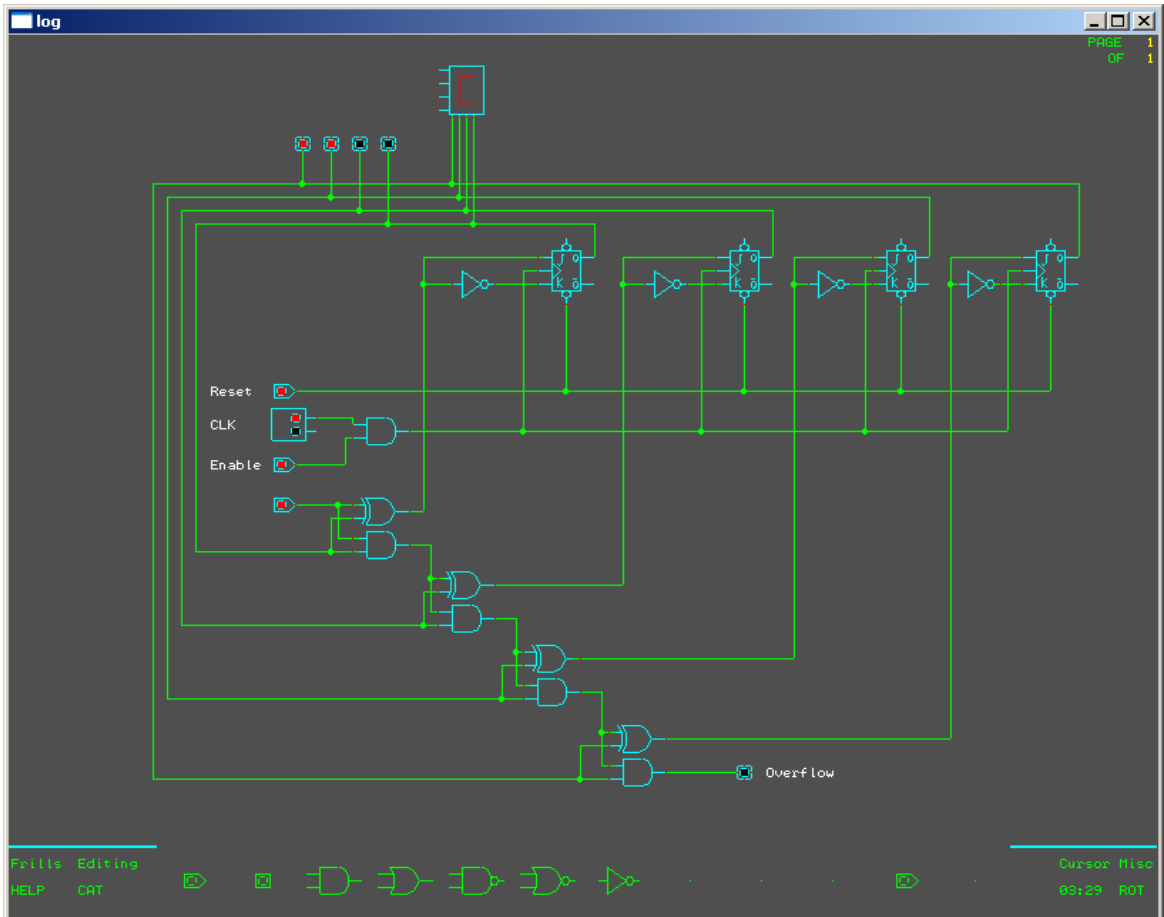 log
PAGE 1
OF 1
C
J Q
K Q
J Q
K Q
J Q
K Q
J Q
K Q
Reset
CLK
Enable
Overflow
Frills Editing
HELP CAT
Cursor Misc
03:29 ROT